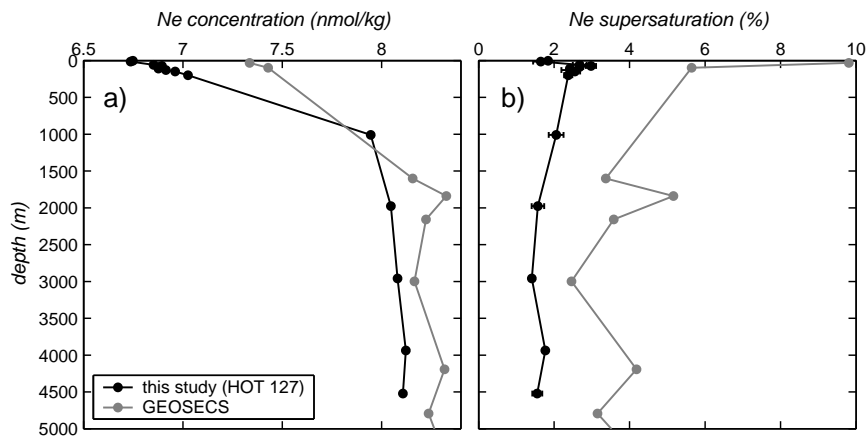 Ne concentration (nmol/kg)
Ne supersaturation (%)
6.5 7 7.5 8
0 2 4 6 8 10
0
500
1000
1500
2000
2500
3000
3500
4000
4500
5000
depth (m)
a)
b)
this study (HOT 127)
GEOSECS